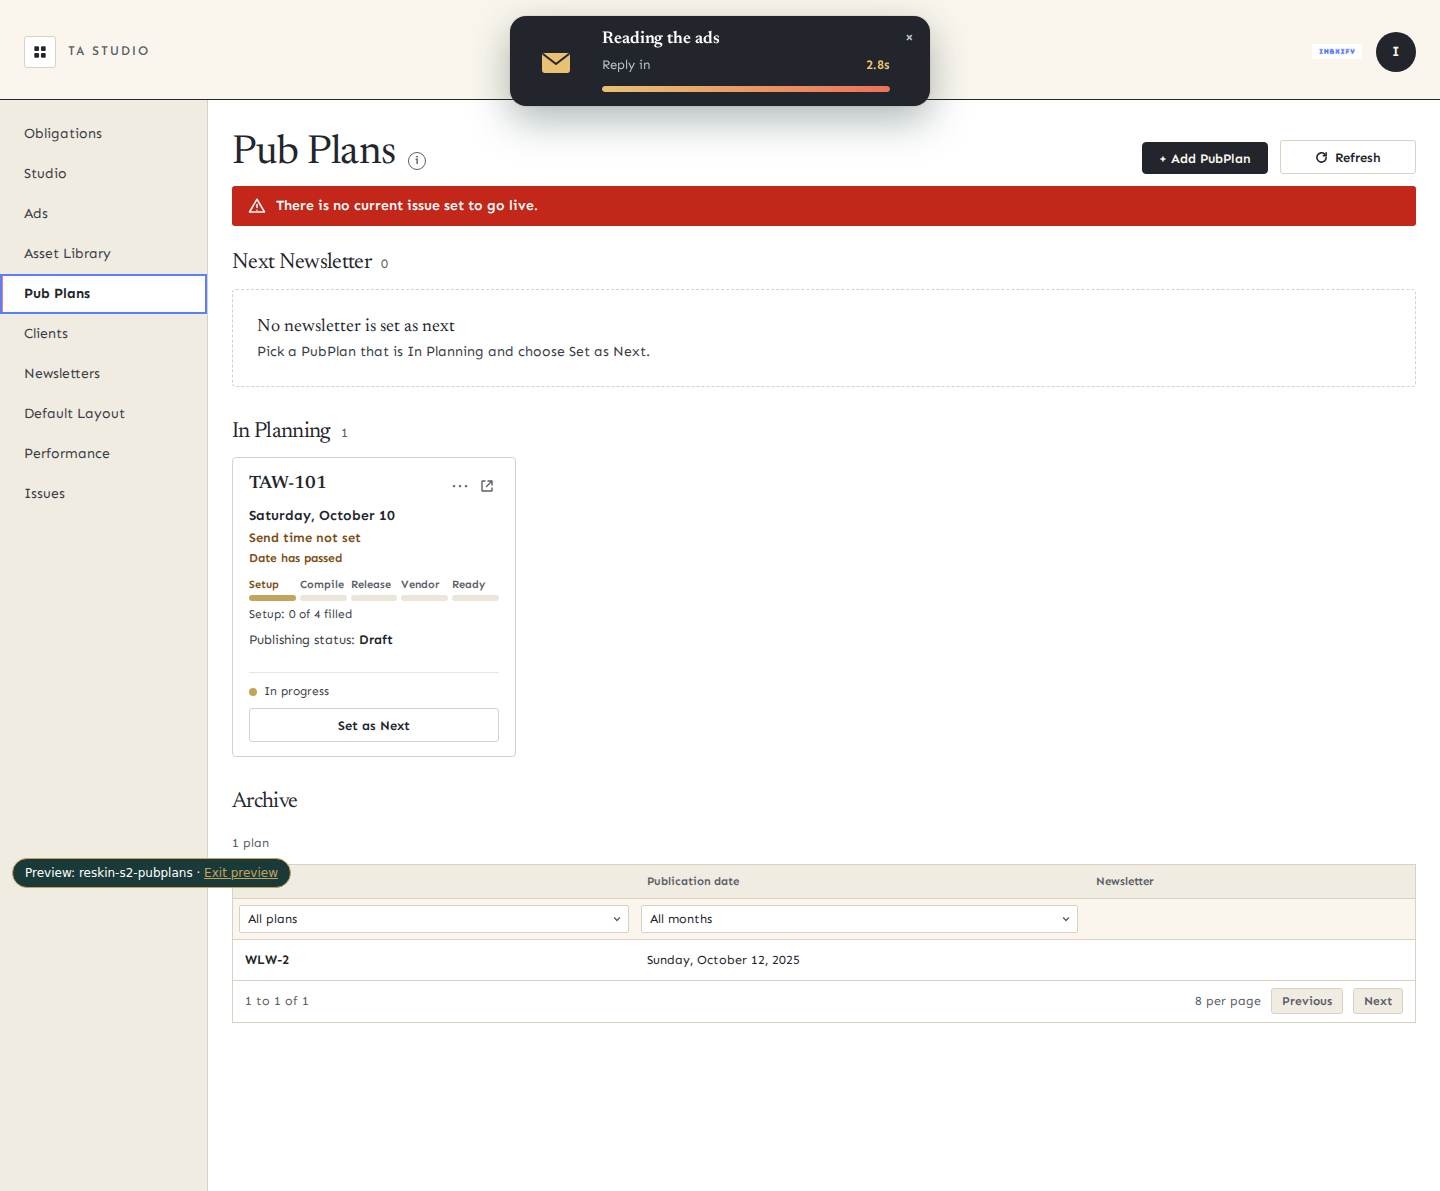 TA STUDIO
Reading the ads
×
Reply in
2.8s
INBXIFY
I
Obligations
Studio
Ads
Asset Library
Pub Plans
Clients
Newsletters
Default Layout
Performance
Issues
Pub Plans
i
+ Add PubPlan
Refresh
There is no current issue set to go live.
Next Newsletter 0
No newsletter is set as next
Pick a PubPlan that is In Planning and choose Set as Next.
In Planning 1
TAW-101
Saturday, October 10
Send time not set
Date has passed
Setup Compile Release Vendor Ready
Setup: 0 of 4 filled
Publishing status: Draft
In progress
Set as Next
Archive
1 plan
Preview: reskin-s2-pubplans · Exit preview
Publication date Newsletter
All plans All months
WLW-2 Sunday, October 12, 2025
1 to 1 of 1 8 per page Previous Next